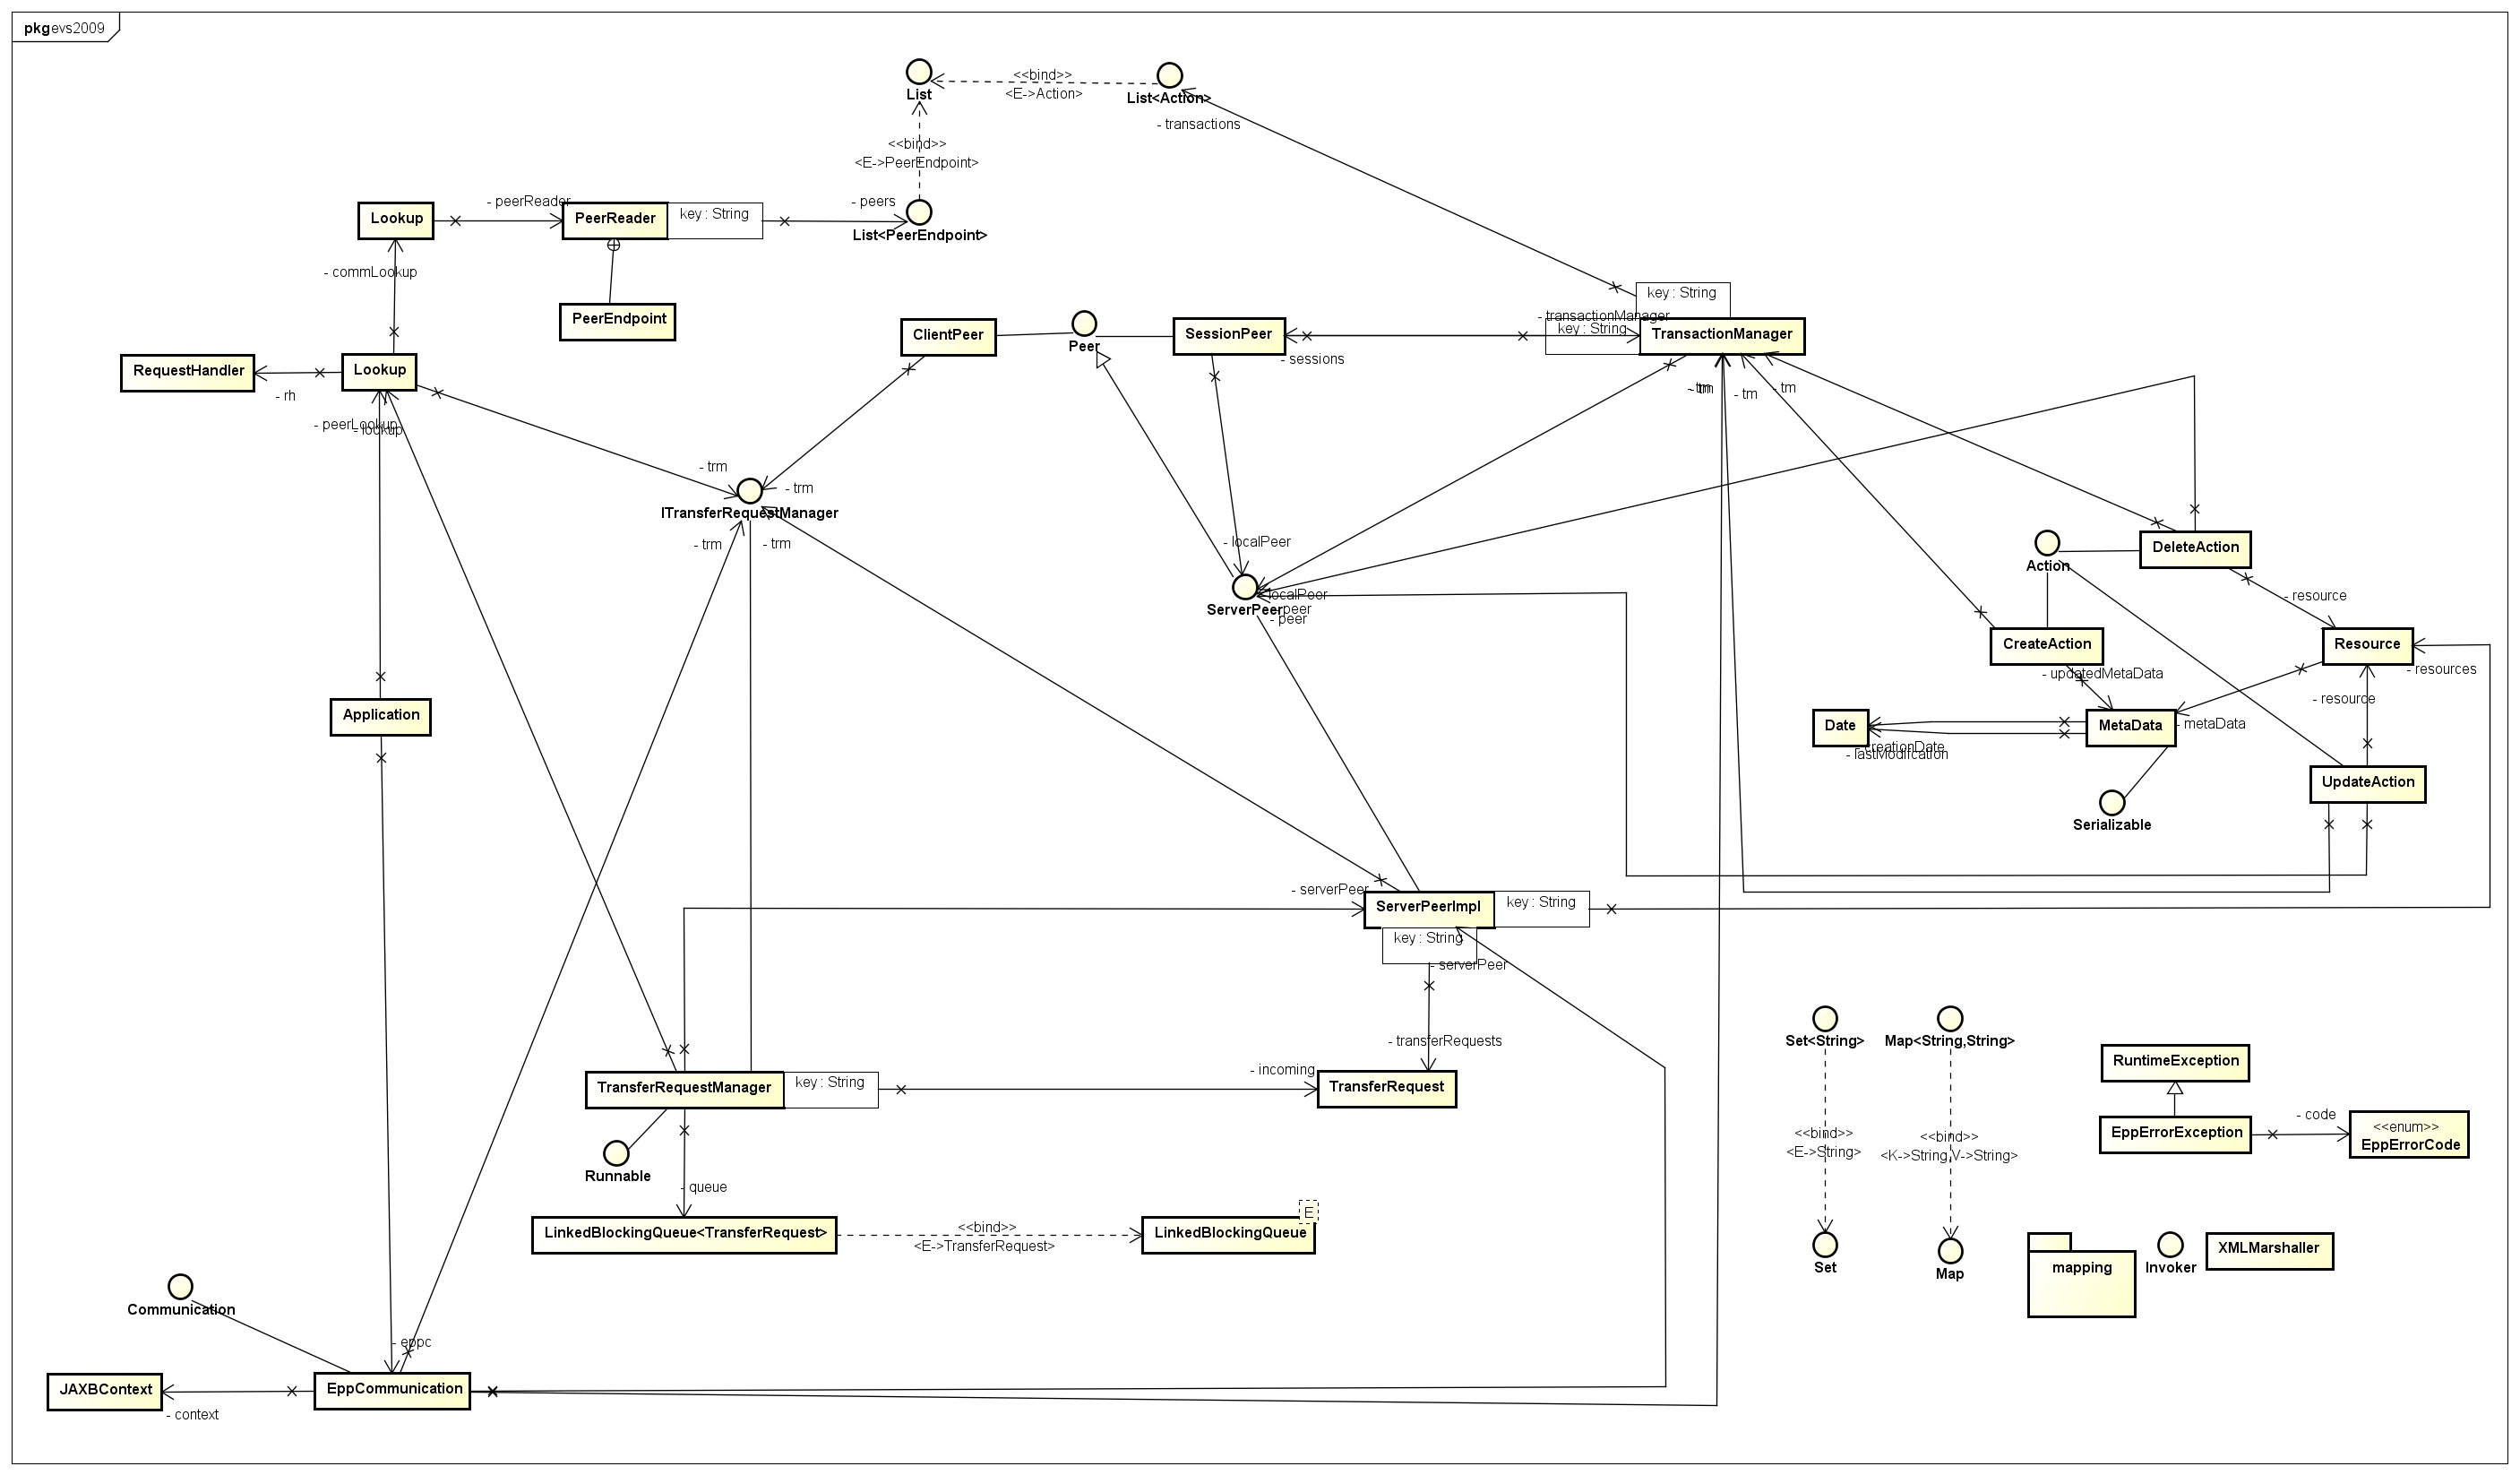 pkg evs2009
List
<<bind>>
<E->Action>
List<Action>
- transactions
<<bind>>
<E->PeerEndpoint>
Lookup
- peerReader
PeerReader
key : String
- peers
List<PeerEndpoint>
- commLookup
PeerEndpoint
key : String
ClientPeer
Peer
SessionPeer
- transactionManager
key : String
TransactionManager
- sessions
RequestHandler
- rh
Lookup
- peerLookup
- lookup
- tm
- tm
- tm
- tm
- trm
- trm
ITransferRequestManager
- trm
- trm
- localPeer
ServerPeer
- localPeer
- peer
- peer
Action
DeleteAction
- resource
CreateAction
Resource
- resources
- updatedMetaData
- resource
Application
Date
- creationDate
- lastModifcation
MetaData
- metaData
UpdateAction
Serializable
- serverPeer
ServerPeerImpl
key : String
key : String
- serverPeer
- transferRequests
TransferRequestManager
key : String
- incoming
TransferRequest
Set<String>
Map<String,String>
RuntimeException
<<bind>>
<E->String>
<<bind>>
<K->String,V->String>
EppErrorException
- code
<<enum>>
EppErrorCode
Runnable
- queue
LinkedBlockingQueue<TransferRequest>
<<bind>>
<E->TransferRequest>
E
LinkedBlockingQueue
Set
Map
mapping
Invoker
XMLMarshaller
Communication
- eppc
JAXBContext
- context
EppCommunication